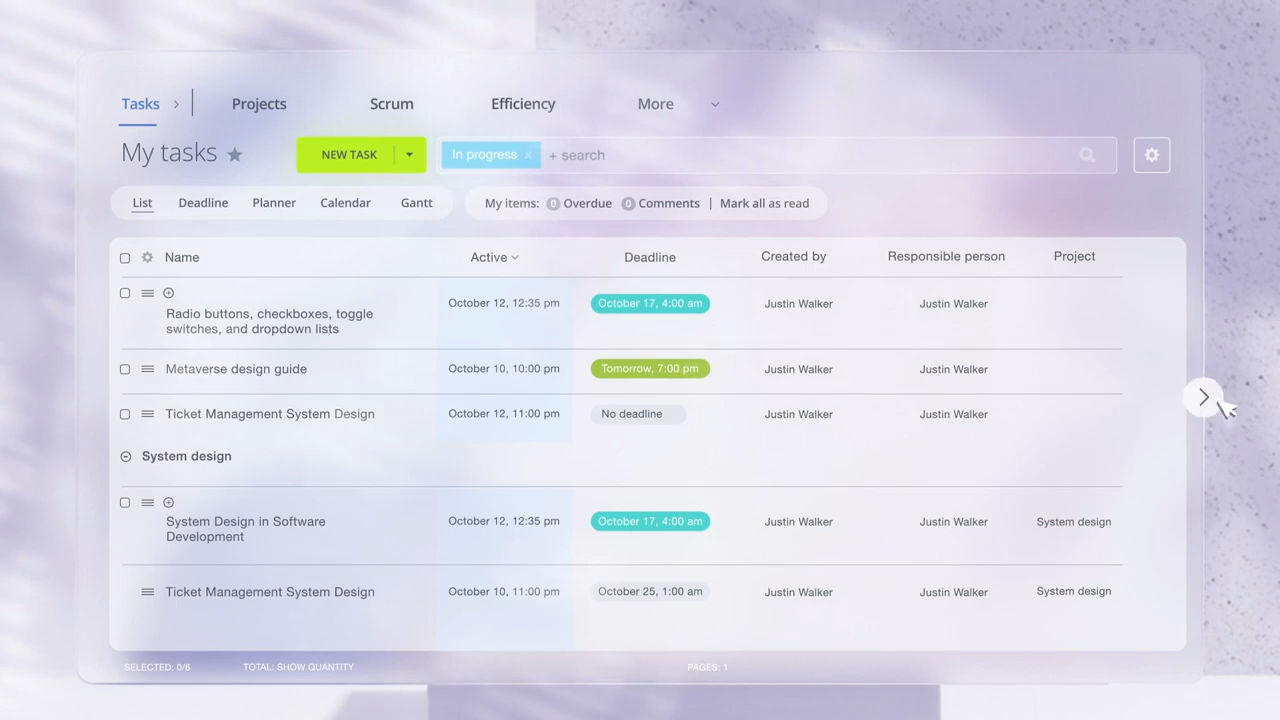 Tasks Projects Scrum Efficiency More
My tasks NEW TASK In progress × + search
List Deadline Planner Calendar Gantt My items: 0 Overdue 0 Comments | Mark all as read
Name Active Deadline Created by Responsible person Project
Radio buttons, checkboxes, toggle
switches, and dropdown lists
October 12, 12:35 pm October 17, 4:00 am Justin Walker Justin Walker
Metaverse design guide October 10, 10:00 pm Tomorrow, 7:00 pm Justin Walker Justin Walker
Ticket Management System Design October 12, 11:00 pm No deadline Justin Walker Justin Walker
System design
System Design in Software
Development
October 12, 12:35 pm October 17, 4:00 am Justin Walker Justin Walker System design
Ticket Management System Design October 10, 11:00 pm October 25, 1:00 am Justin Walker Justin Walker System design
SELECTED: 0/6 TOTAL: SHOW QUANTITY PAGES: 1